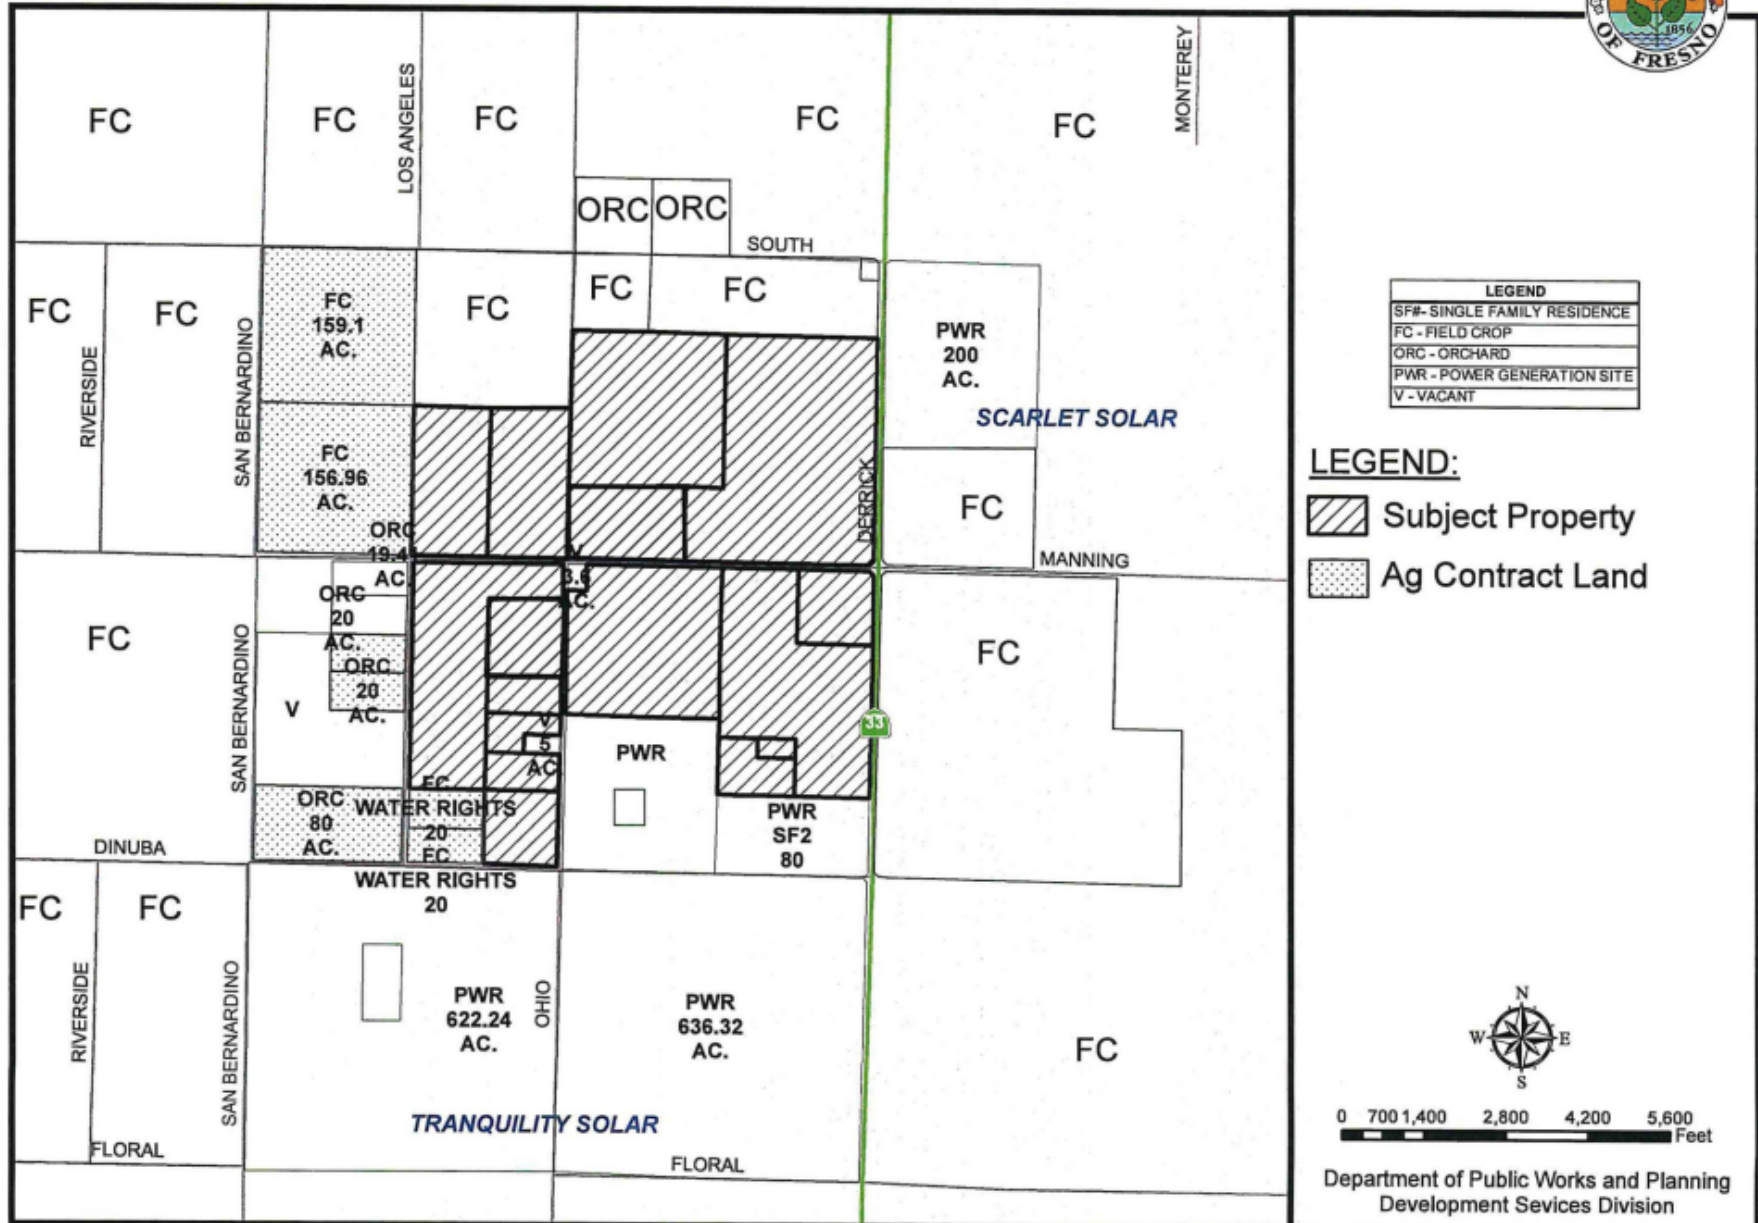 1856
OF FRESNO
MONTEREY
LOS ANGELES
FC
FC
FC
FC
FC
ORC
ORC
SOUTH
FC
FC
FC
159.1
AC.
FC
FC
FC
PWR
200
AC.
RIVERSIDE
SAN BERNARDINO
SCARLET SOLAR
FC
156.96
AC.
DERRICK
FC
MANNING
ORC
19.4
AC.
V
3.6
AC.
ORC
20
AC.
FC
SAN BERNARDINO
ORC
20
AC.
V
V
5
AC.
FC
33
PWR
ORC
80
AC.
FC
WATER RIGHTS
20
FC
WATER RIGHTS
20
PWR
SF2
80
DINUBA
FC
FC
RIVERSIDE
SAN BERNARDINO
PWR
622.24
AC.
OHIO
PWR
636.32
AC.
FC
TRANQUILITY SOLAR
FLORAL
FLORAL
LEGEND
SF#- SINGLE FAMILY RESIDENCE
FC - FIELD CROP
ORC - ORCHARD
PWR - POWER GENERATION SITE
V - VACANT
LEGEND:
Subject Property
Ag Contract Land
N
W E
S
0 700 1,400 2,800 4,200 5,600
Feet
Department of Public Works and Planning
Development Sevices Division